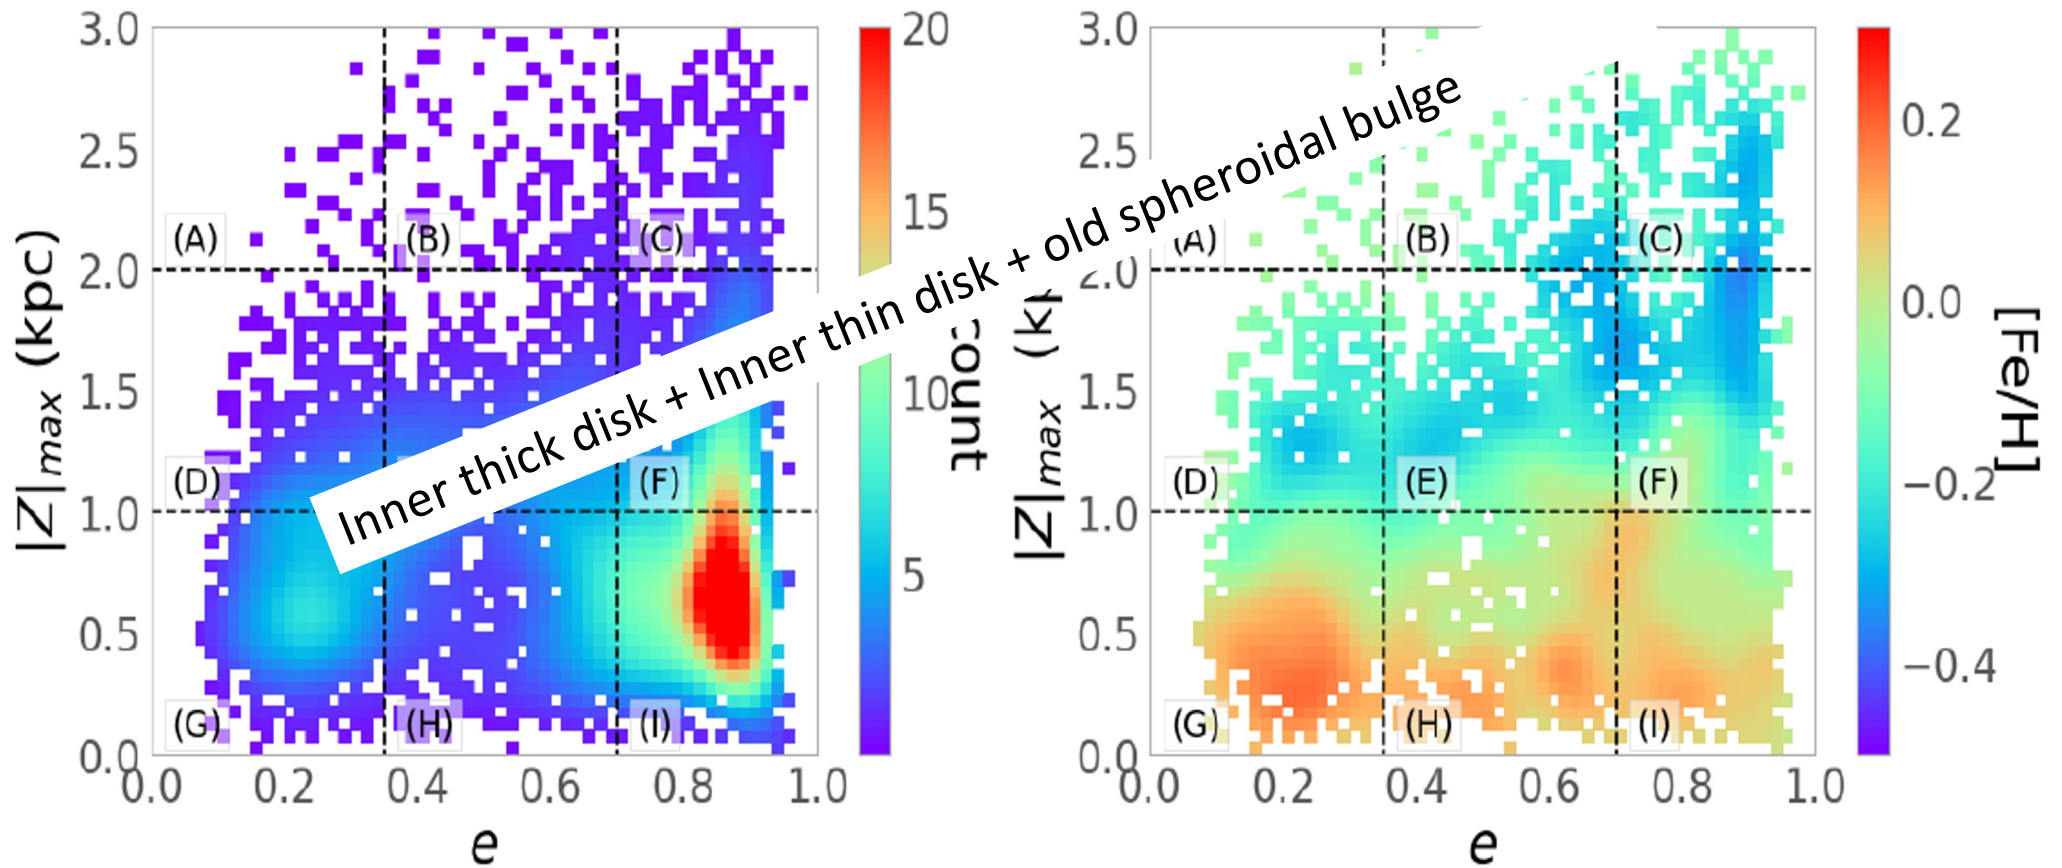 3.0
2.5
2.0
1.5
1.0
0.5
0.0
|Z|max (kpc)
(A)
(B)
(C)
(D)
(F)
(G)
(H)
(I)
0.0 0.2 0.4 0.6 0.8 1.0
e
20
15
10
5
Inner thick disk + Inner thin disk + old spheroidal bulge
3.0
2.5
2.0
1.5
1.0
0.5
0.0
|Z|max
(A)
(B)
(C)
(D)
(E)
(F)
(G)
(H)
(I)
0.0 0.2 0.4 0.6 0.8 1.0
e
0.2
0.0
−0.2
−0.4
[Fe/H]